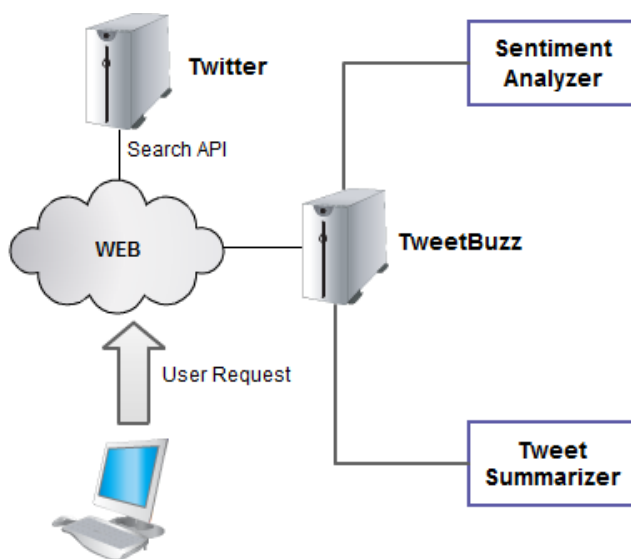 Twitter
Sentiment
Analyzer
Search API
WEB
TweetBuzz
User Request
Tweet
Summarizer